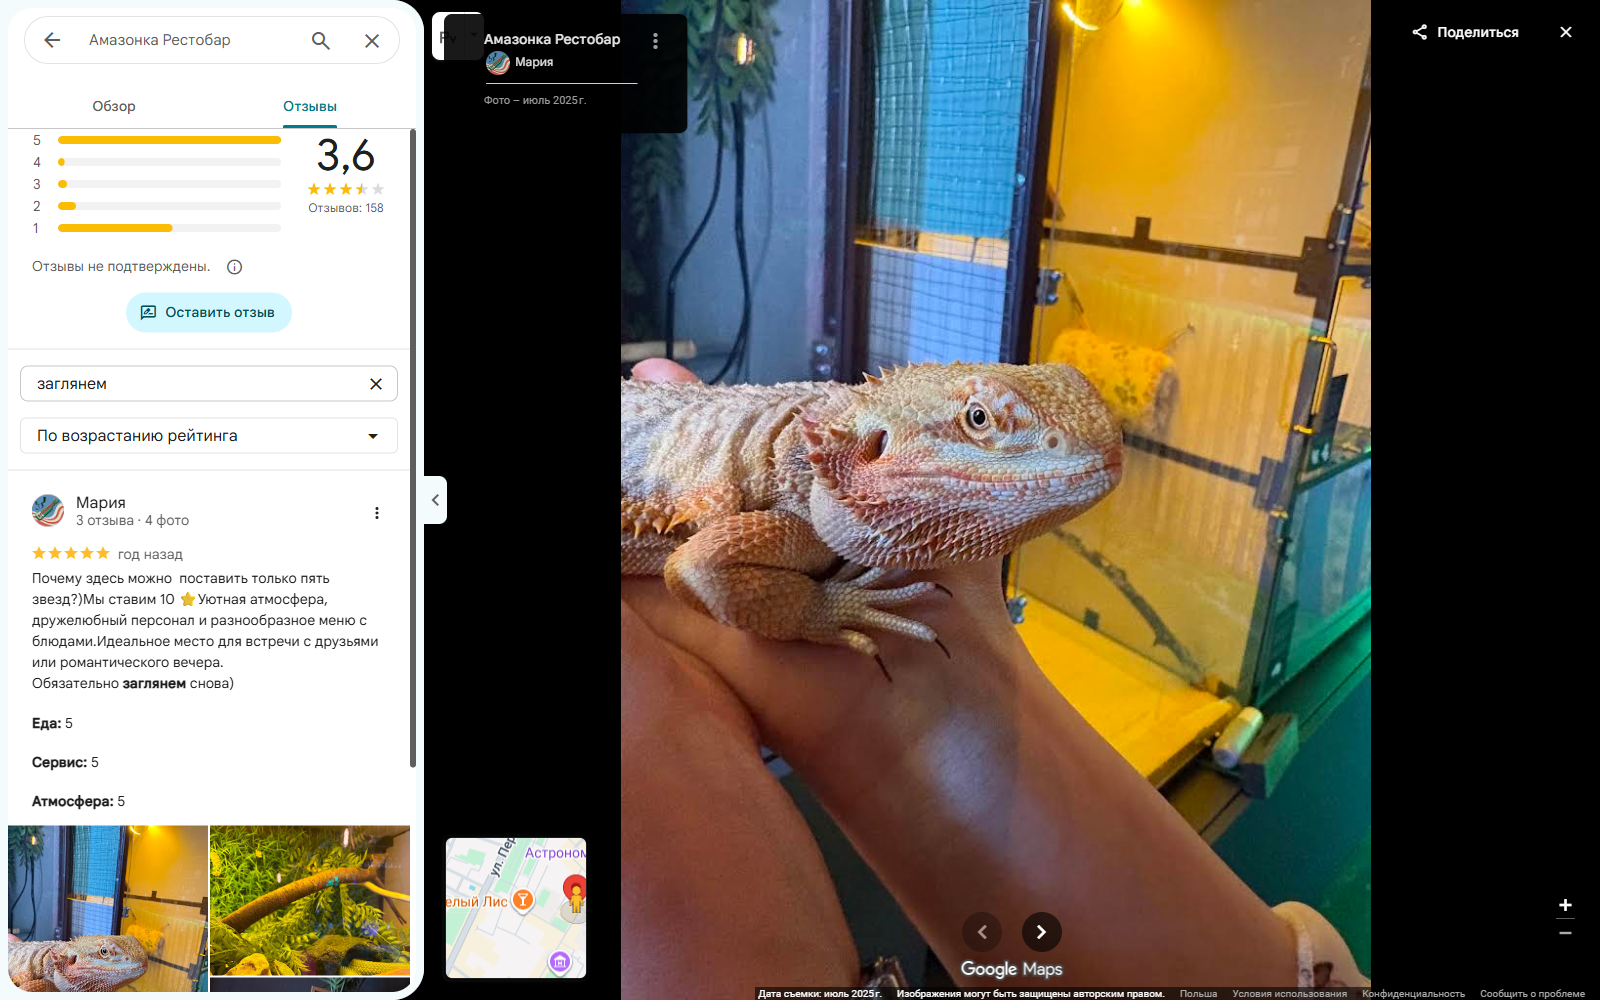 Амазонка Рестобар
Обзор
Отзывы
5
4
3
2
1
3,6
Отзывов: 158
Отзывы не подтверждены.
Оставить отзыв
заглянем
По возрастанию рейтинга
Мария
3 отзыва · 4 фото
год назад
Почему здесь можно поставить только пять
звезд?)Мы ставим 10 ⭐ Уютная атмосфера,
дружелюбный персонал и разнообразное меню с
блюдами.Идеальное место для встречи с друзьями
или романтического вечера.
Обязательно заглянем снова)
Еда: 5
Сервис: 5
Атмосфера: 5
Амазонка Рестобар
Мария
Фото – июль 2025 г.
Поделиться
ул. Пер
Астроном
елый Лис
Google Maps
Дата съемки: июль 2025 г. Изображения могут быть защищены авторским правом. Польша Условия использования Конфиденциальность Сообщить о проблеме